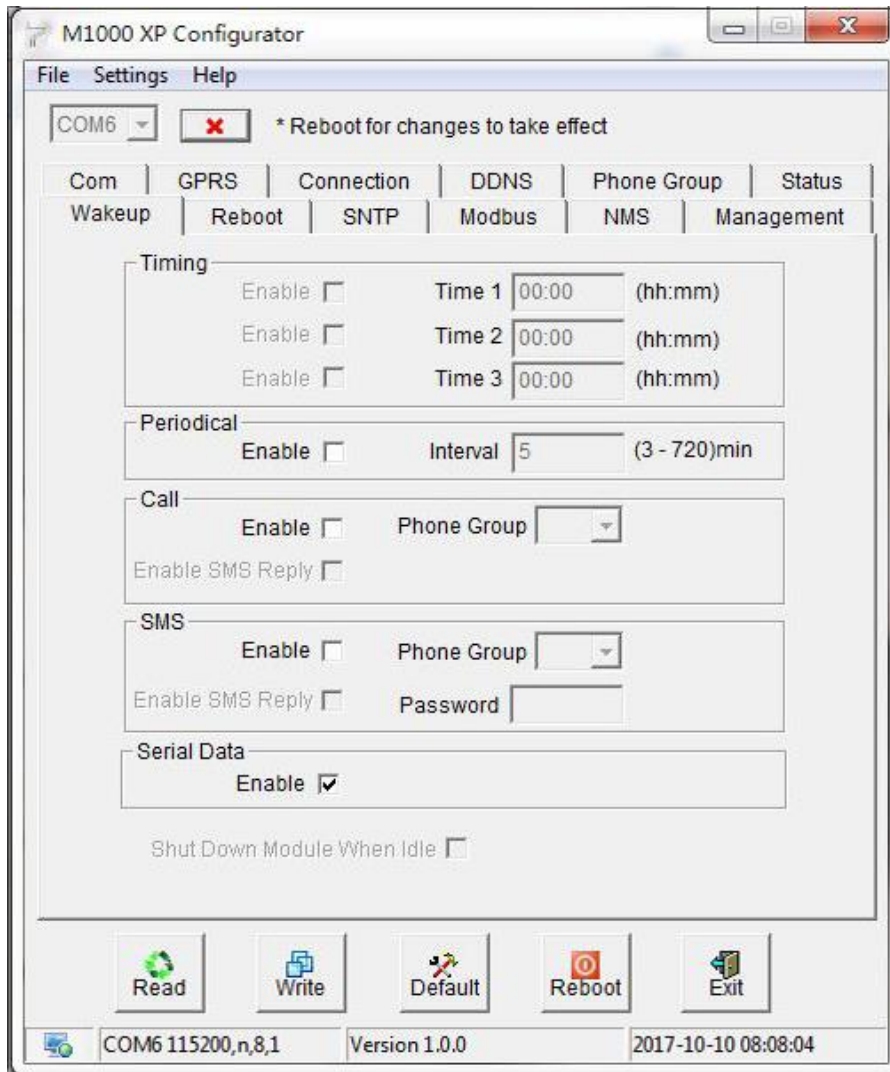 M1000 XP Configurator
File Settings Help
COM6 * Reboot for changes to take effect
Com GPRS Connection DDNS Phone Group Status
Wakeup Reboot SNTP Modbus NMS Management
Timing
Enable Time 1 00:00 (hh:mm)
Enable Time 2 00:00 (hh:mm)
Enable Time 3 00:00 (hh:mm)
Periodical
Enable Interval 5 (3 - 720)min
Call
Enable Phone Group
Enable SMS Reply
SMS
Enable Phone Group
Enable SMS Reply Password
Serial Data
Enable
Shut Down Module When Idle
Read Write Default Reboot Exit
COM6 115200,n,8,1 Version 1.0.0 2017-10-10 08:08:04